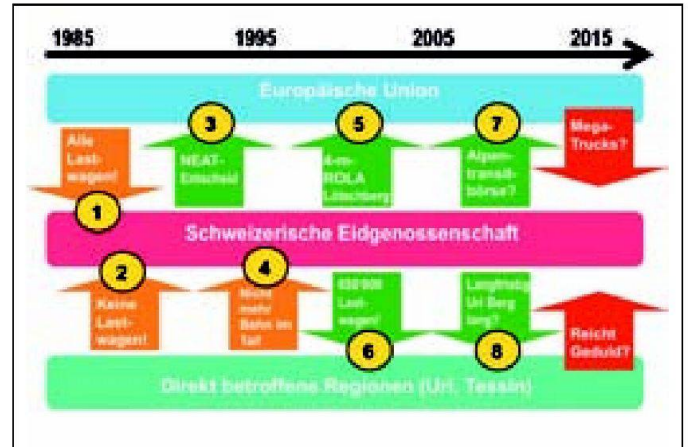 1985 1995 2005 2015
Europäische Union
3 5 7
Alle
Last-
wagen!
NEAT-
Entscheid
4-m-
ROLA
Lötschberg
Alpen-
transit-
börse?
Mega-
Trucks?
1
Schweizerische Eidgenossenschaft
2 4
Keine
Last-
wagen!
Nicht
mehr
Bahn im
Tal!
650'000
Last-
wagen!
Langfristig
Uri Berg
lang?
Reicht
Geduld?
6 8
Direkt betroffene Regionen (Uri, Tessin)